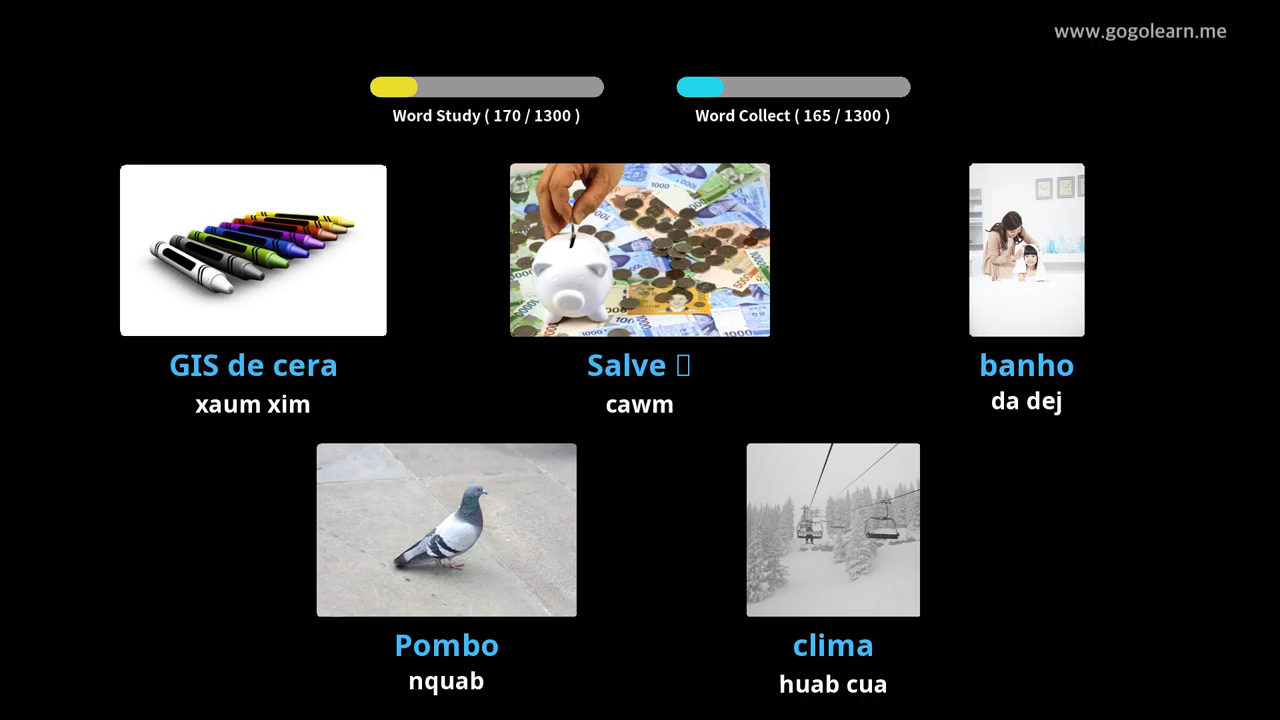 www.gogolearn.me
Word Study ( 170 / 1300 )
Word Collect ( 165 / 1300 )
GIS de cera
Salve
banho
xaum xim
cawm
da dej
Pombo
clima
nquab
huab cua